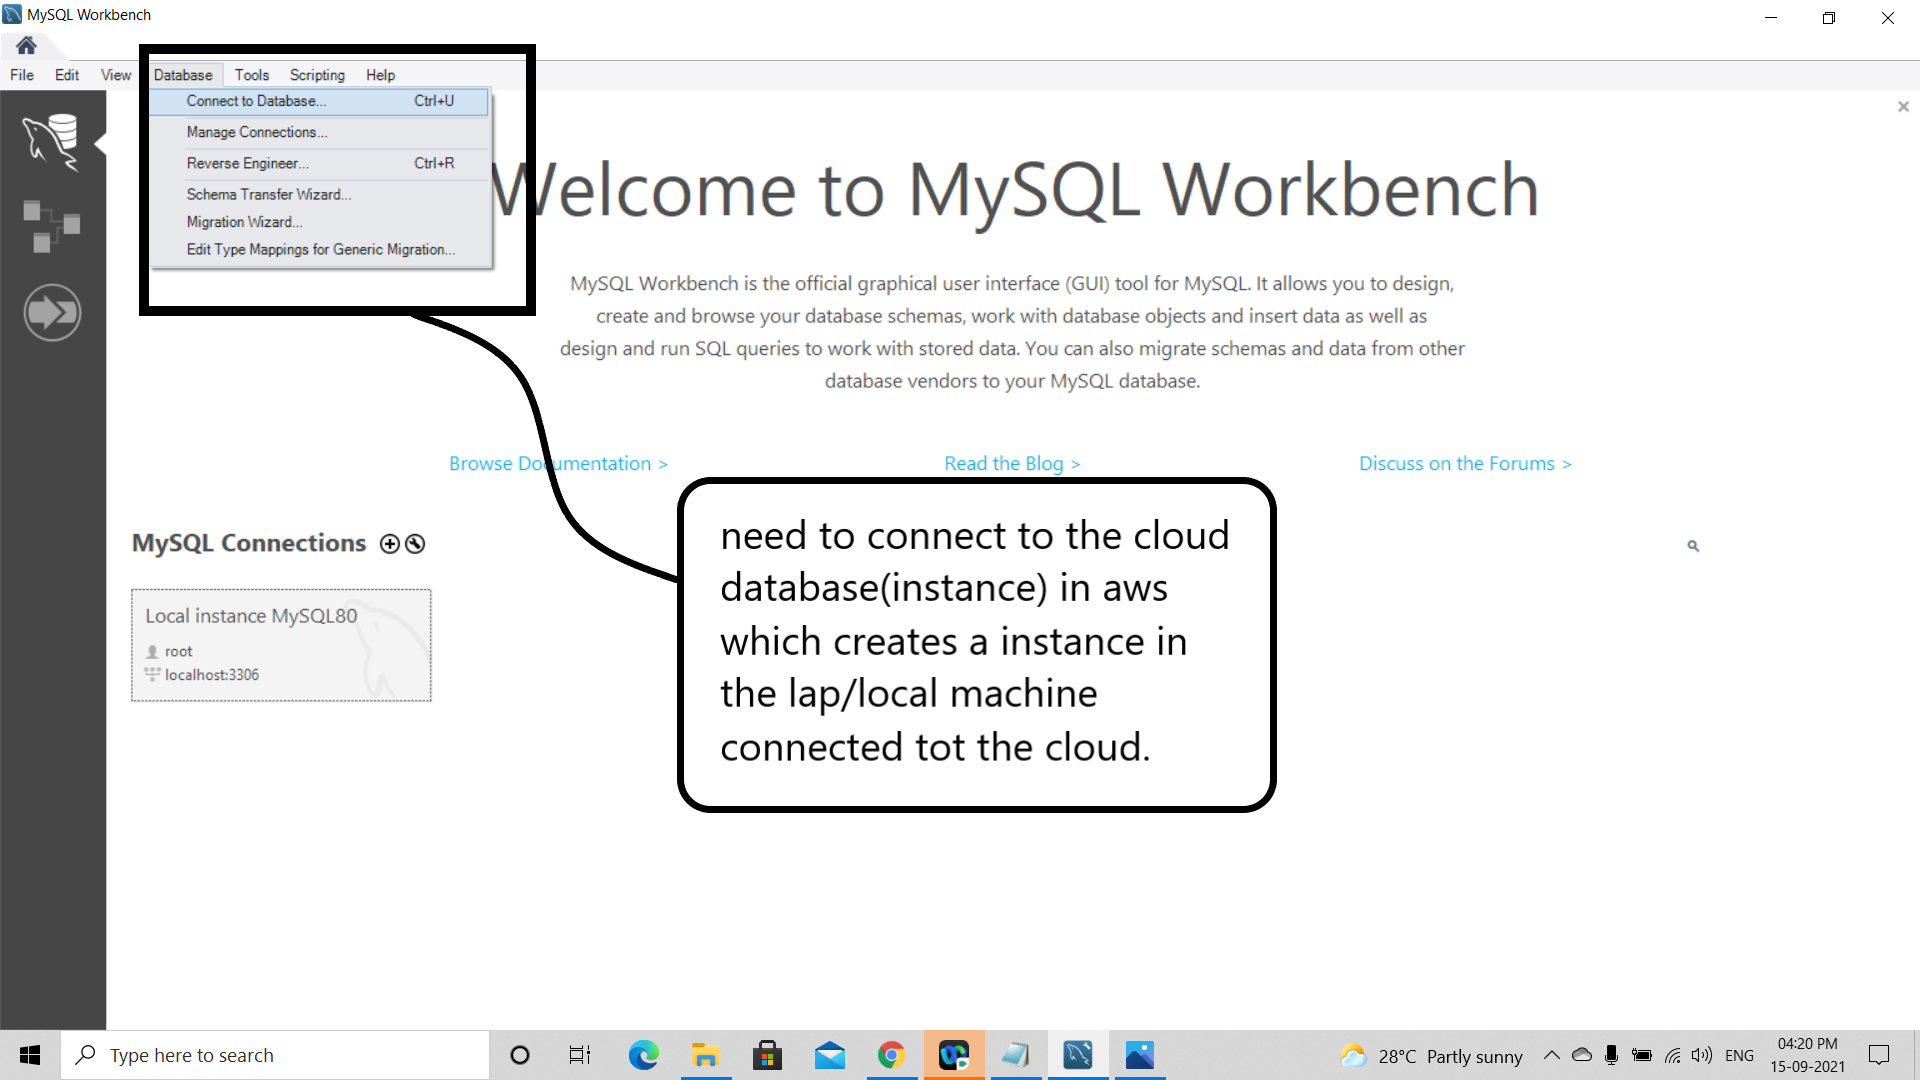 MySQL Workbench
File Edit View Database Tools Scripting Help
Connect to Database... Ctrl+U
Manage Connections...
Reverse Engineer... Ctrl+R
Schema Transfer Wizard...
Migration Wizard...
Edit Type Mappings for Generic Migration...
Welcome to MySQL Workbench
MySQL Workbench is the official graphical user interface (GUI) tool for MySQL. It allows you to design,
create and browse your database schemas, work with database objects and insert data as well as
design and run SQL queries to work with stored data. You can also migrate schemas and data from other
database vendors to your MySQL database.
Browse Documentation > Read the Blog > Discuss on the Forums >
MySQL Connections
Local instance MySQL80
root
localhost:3306
need to connect to the cloud
database(instance) in aws
which creates a instance in
the lap/local machine
connected tot the cloud.
Type here to search
28°C Partly sunny
ENG
04:20 PM
15-09-2021